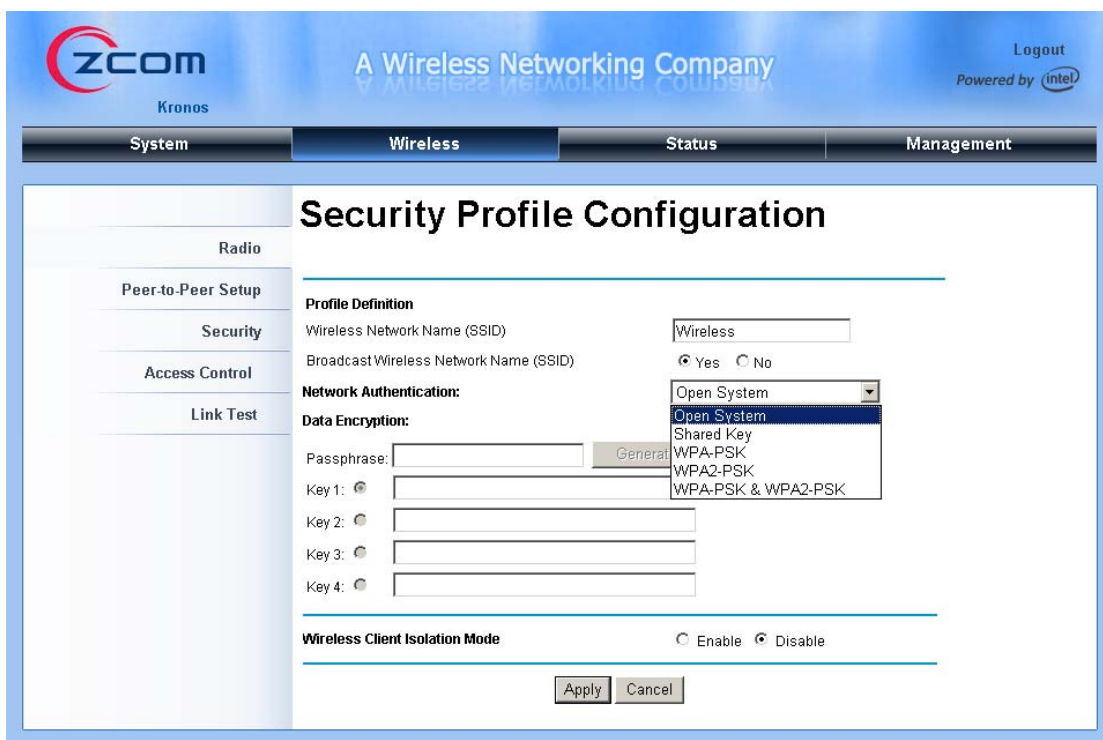 zcom
A Wireless Networking Company
Logout
Powered by intel
Kronos
System Wireless Status Management
Security Profile Configuration
Radio
Peer-to-Peer Setup
Security
Access Control
Link Test
Profile Definition
Wireless Network Name (SSID) Wireless
Broadcast Wireless Network Name (SSID) Yes No
Network Authentication: Open System
Data Encryption:
Open System
Shared Key
WPA-PSK
WPA2-PSK
WPA-PSK & WPA2-PSK
Passphrase: Generat
Key 1:
Key 2:
Key 3:
Key 4:
Wireless Client Isolation Mode Enable Disable
Apply Cancel